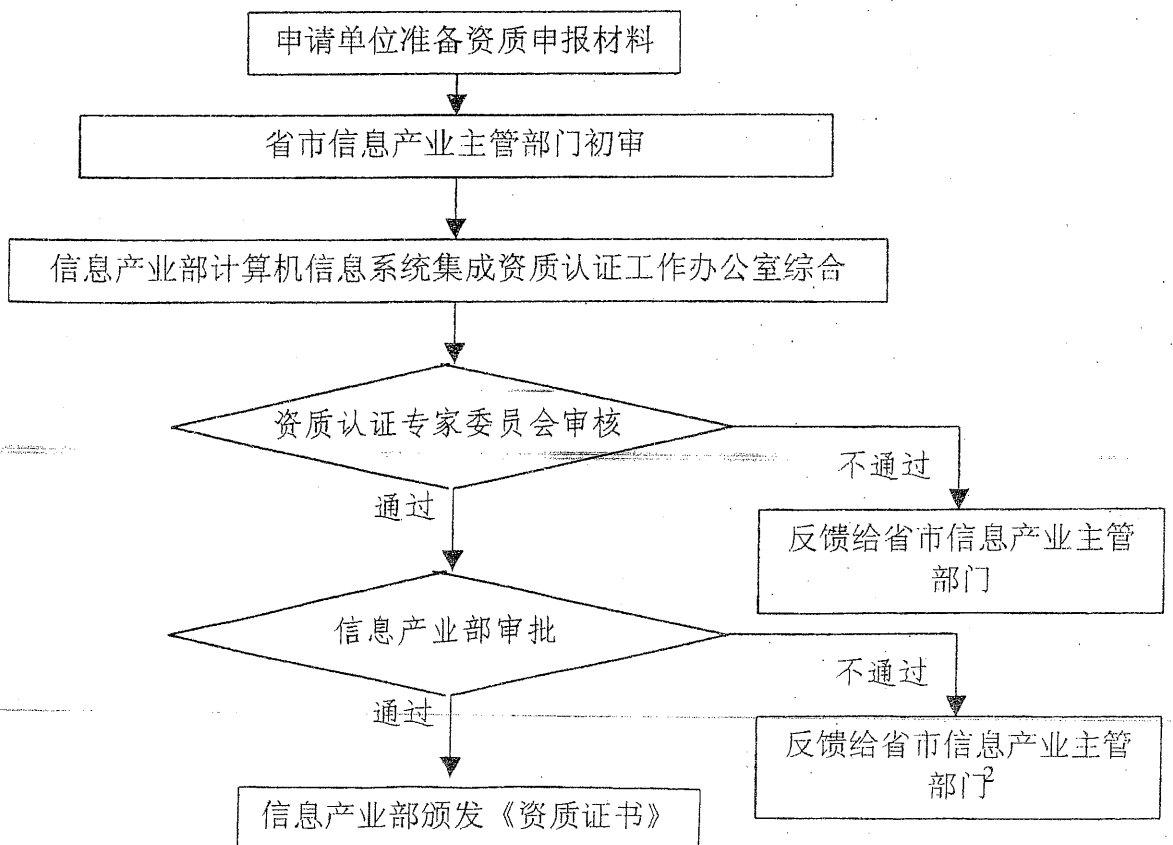 申请单位准备资质申报材料
省市信息产业主管部门初审
信息产业部计算机信息系统集成资质认证工作办公室综合
资质认证专家委员会审核
不通过
通过
反馈给省市信息产业主管
部门
信息产业部审批
不通过
通过
反馈给省市信息产业主管
部门2
信息产业部颁发《资质证书》